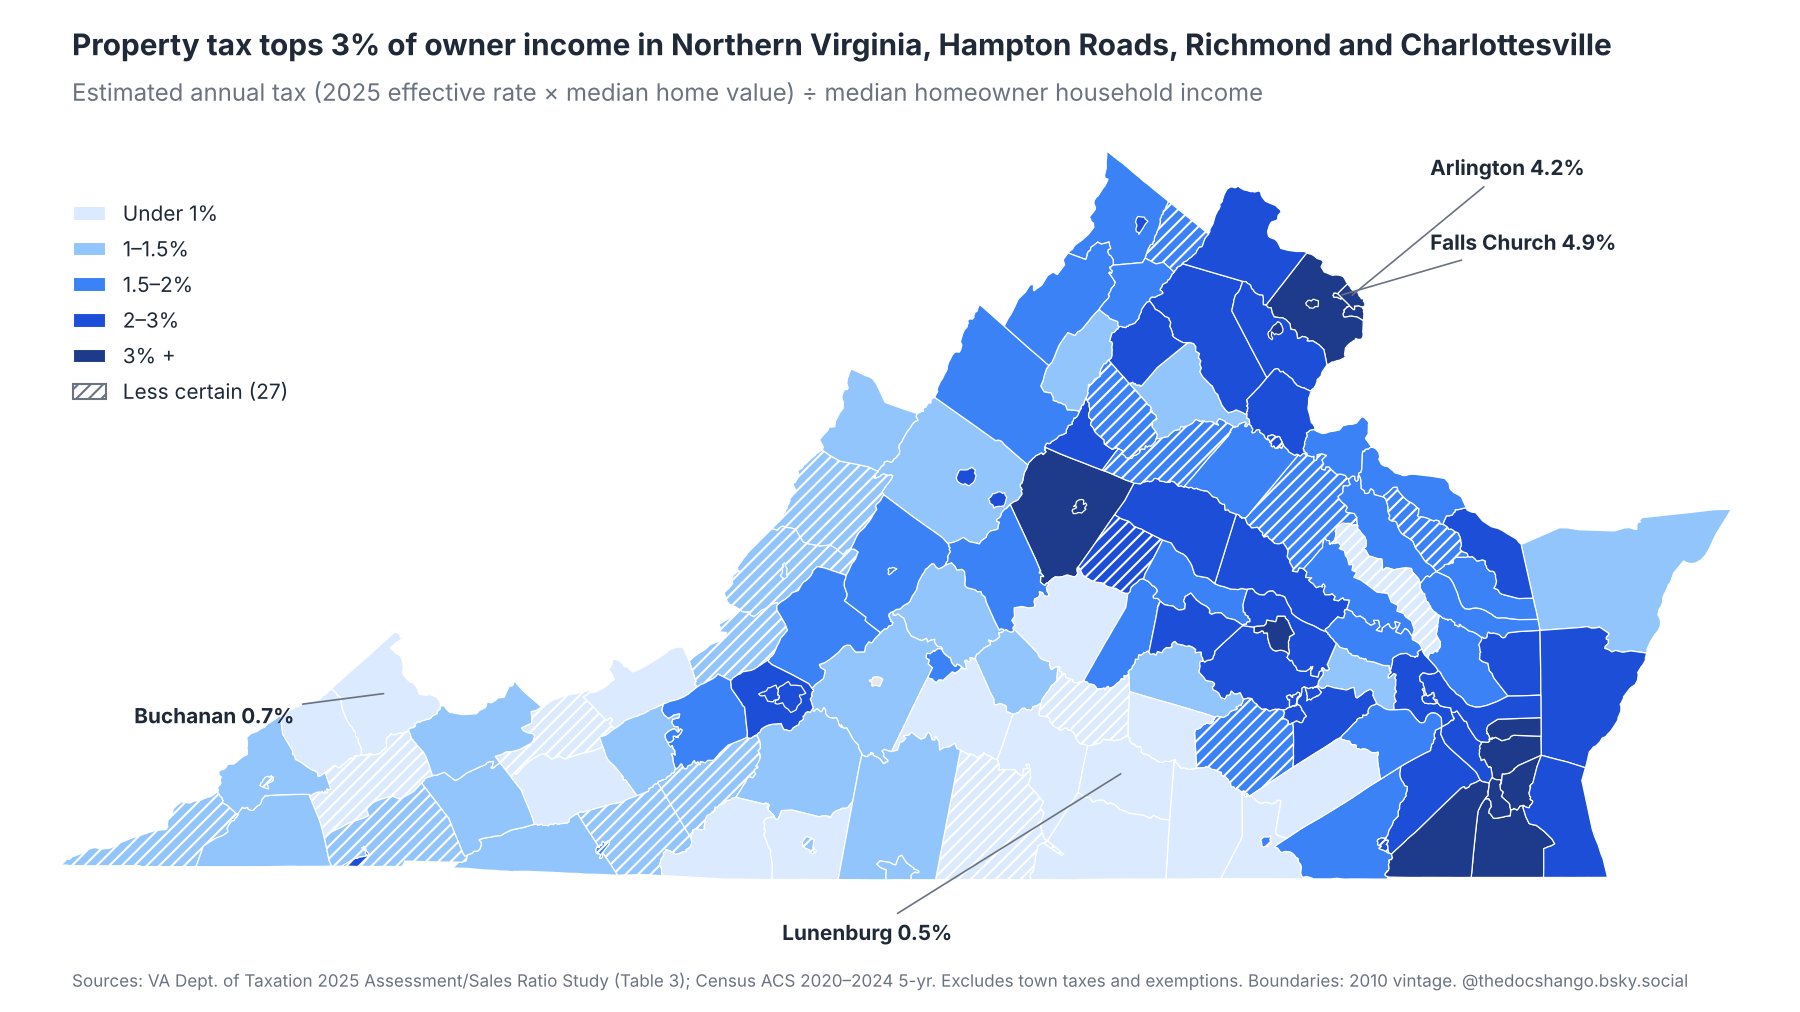 Property tax tops 3% of owner income in Northern Virginia, Hampton Roads, Richmond and Charlottesville
Estimated annual tax (2025 effective rate × median home value) ÷ median homeowner household income
Arlington 4.2%
Falls Church 4.9%
Under 1%
1–1.5%
1.5–2%
2–3%
3% +
Less certain (27)
Buchanan 0.7%
Lunenburg 0.5%
Sources: VA Dept. of Taxation 2025 Assessment/Sales Ratio Study (Table 3); Census ACS 2020–2024 5-yr. Excludes town taxes and exemptions. Boundaries: 2010 vintage. @thedocshango.bsky.social